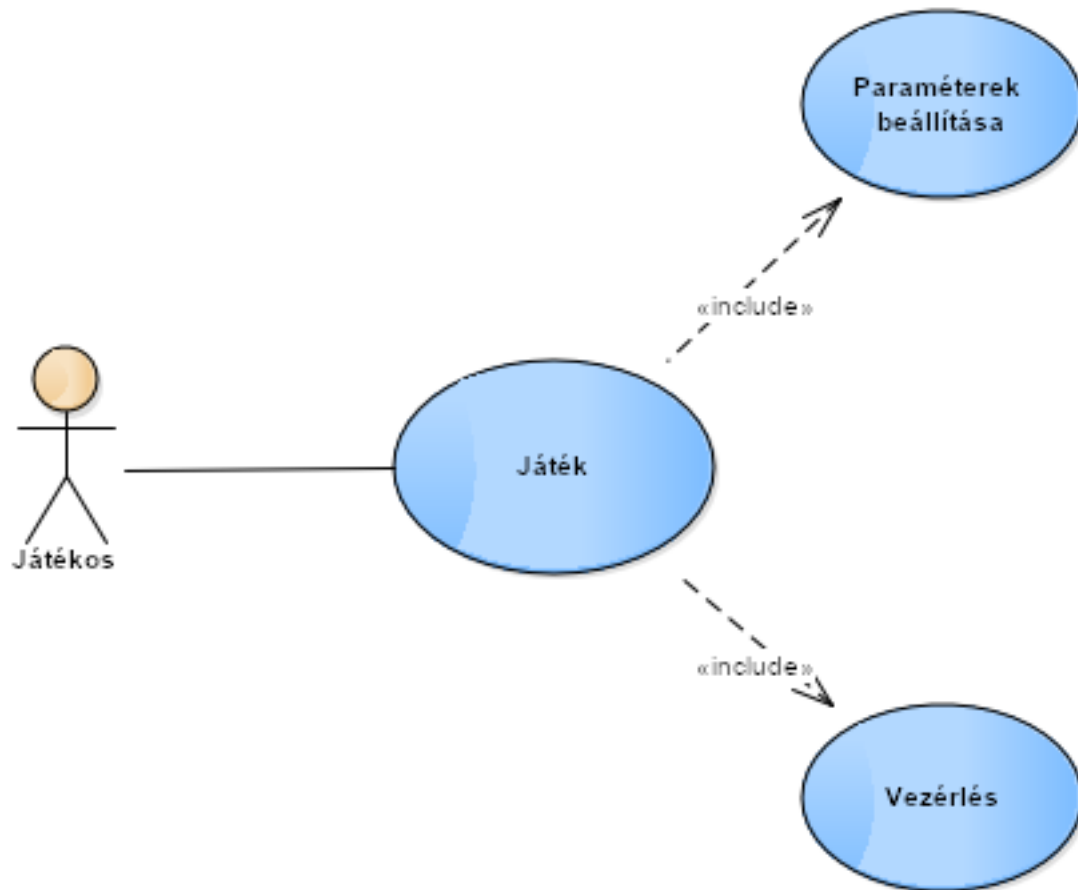 Paraméterek
beállítása
«include»
Játék
Játékos
«include»
Vezérlés